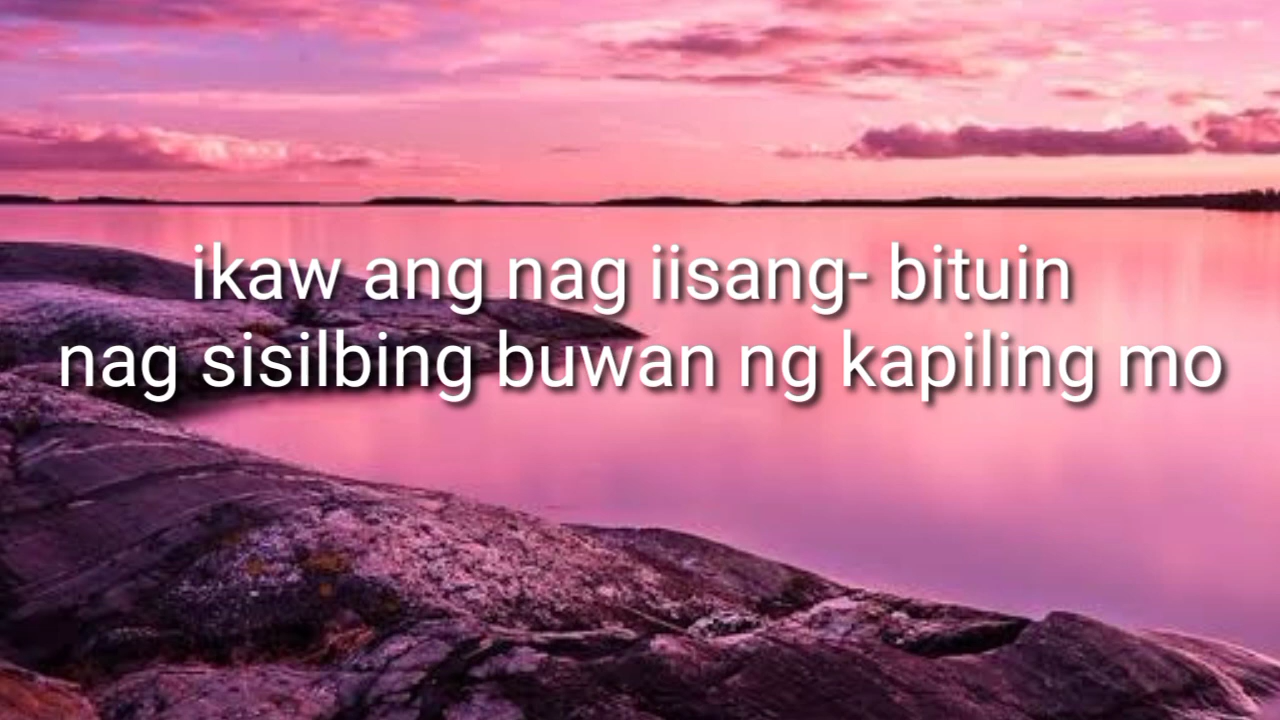 ikaw ang nag iisang- bituin
nag sisilbing buwan ng kapiling mo